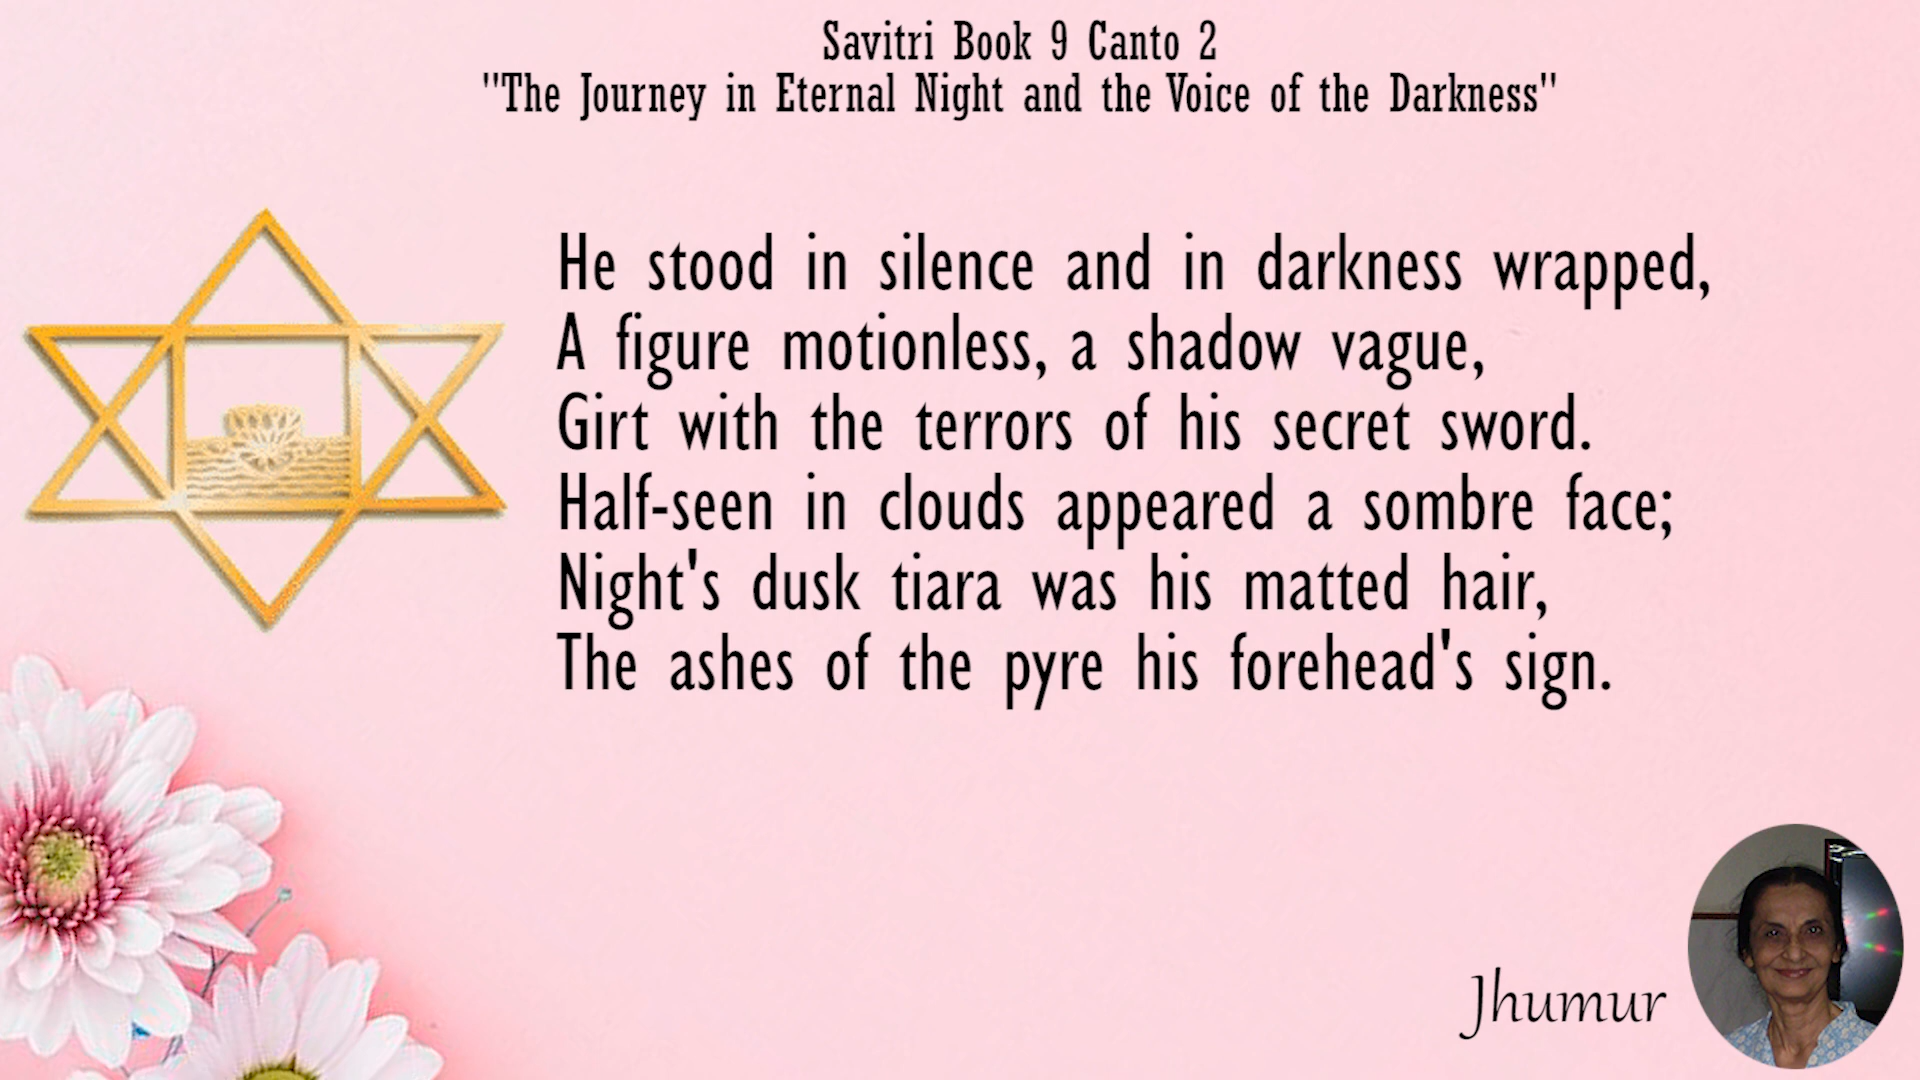 Savitri Book 9 Canto 2
"The Journey in Eternal Night and the Voice of the Darkness"
He stood in silence and in darkness wrapped,
A figure motionless, a shadow vague,
Girt with the terrors of his secret sword.
Half-seen in clouds appeared a sombre face;
Night's dusk tiara was his matted hair,
The ashes of the pyre his forehead's sign.
Jhumur